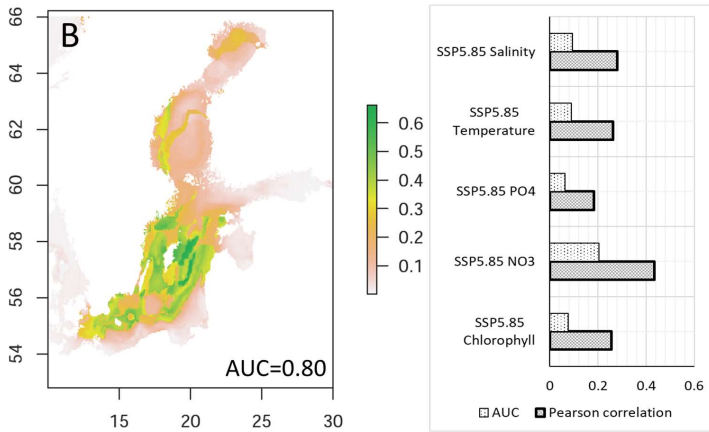 B
66
64
62
60
58
56
54
15
20
25
30
AUC=0.80
0.6
0.5
0.4
0.3
0.2
0.1
SSP5.85 Salinity
SSP5.85
Temperature
SSP5.85 PO4
SSP5.85 NO3
SSP5.85
Chlorophyll
0
0.2
0.4
0.6
AUC
Pearson correlation